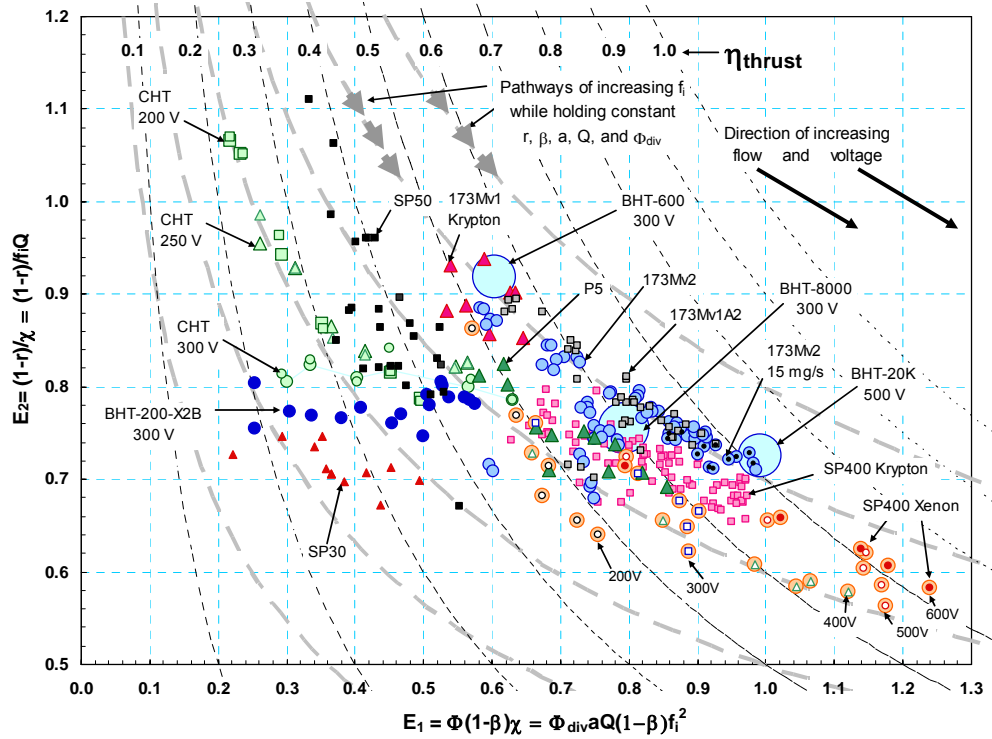 0.1 0.2 0.3 0.4 0.5 0.6 0.7 0.8 0.9 1.0 ηthrust
Pathways of increasing fi
while holding constant
r, β, a, Q, and Φdiv
Direction of increasing
flow and voltage
CHT
200 V
CHT
250 V
CHT
300 V
BHT-200-X2B
300 V
SP30
SP50
173Mv1
Krypton
BHT-600
300 V
P5
173Mv2
173Mv1A2
BHT-8000
300 V
173Mv2
15 mg/s
BHT-20K
500 V
SP400 Krypton
SP400 Xenon
200V
300V
400V
500V
600V
E2= (1-r)/χ = (1-r)/fiQ
1.2
1.1
1.0
0.9
0.8
0.7
0.6
0.5
0.0 0.1 0.2 0.3 0.4 0.5 0.6 0.7 0.8 0.9 1.0 1.1 1.2 1.3
E1 = Φ(1-β)χ = ΦdivaQ(1−β)fi²